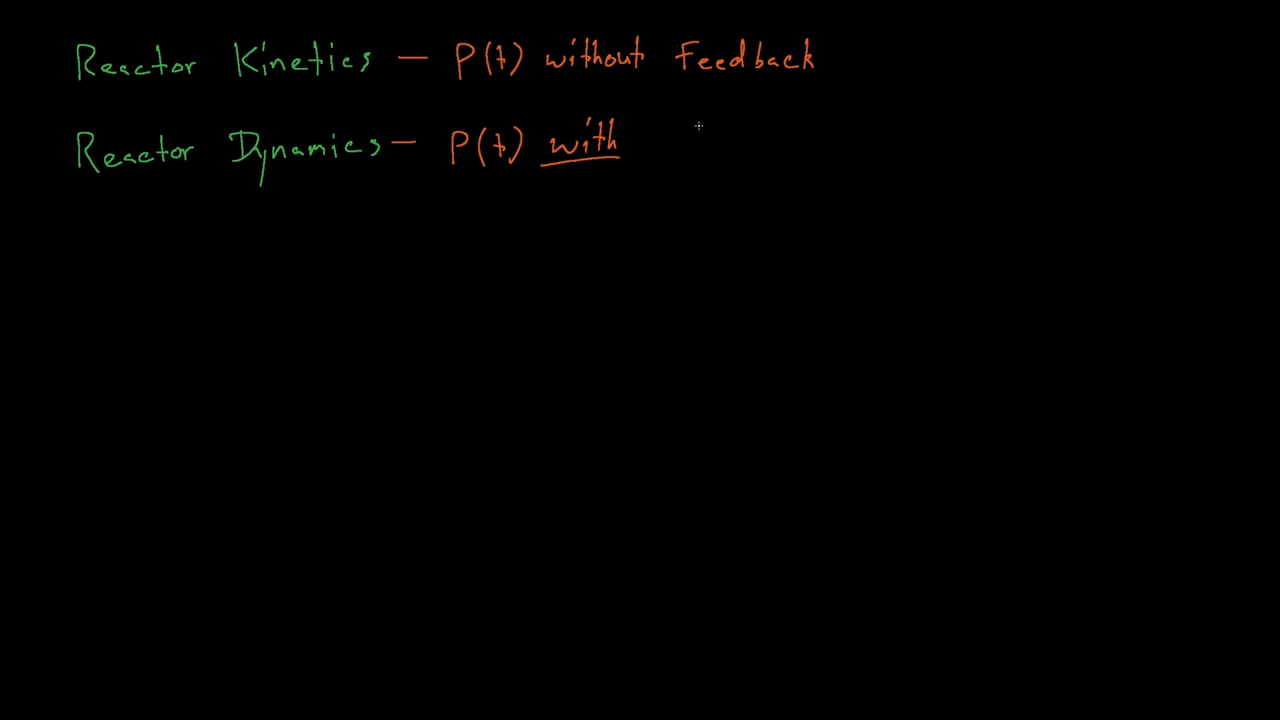 Reactor Kinetics — P(t) without Feedback
Reactor Dynamics — P(t) with